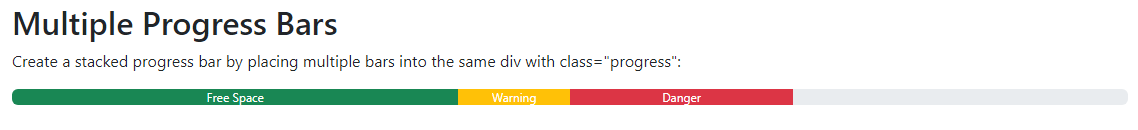 Multiple Progress Bars
Create a stacked progress bar by placing multiple bars into the same div with class="progress":
Free Space Warning Danger